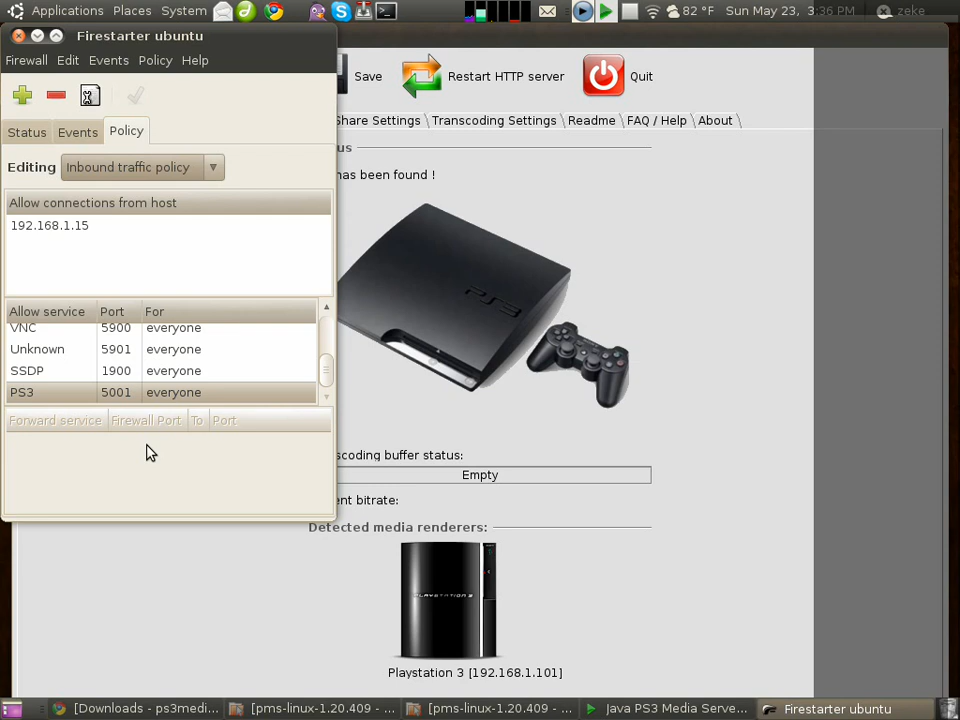 Applications Places System 82 °F Sun May 23, 3:36 PM zeke
Firestarter ubuntu
Firewall Edit Events Policy Help
Save Restart HTTP server Quit
Status Events Policy
Share Settings Transcoding Settings Readme FAQ / Help About
Editing Inbound traffic policy
us
has been found !
Allow connections from host
192.168.1.15
PS3
Allow service Port For
VNC 5900 everyone
Unknown 5901 everyone
SSDP 1900 everyone
PS3 5001 everyone
Forward service Firewall Port To Port
scoding buffer status:
Empty
ent bitrate:
Detected media renderers:
PLAYSTATION 3
Playstation 3 [192.168.1.101]
[Downloads - ps3medi... [pms-linux-1.20.409 - ... [pms-linux-1.20.409 - ... Java PS3 Media Serve... Firestarter ubuntu